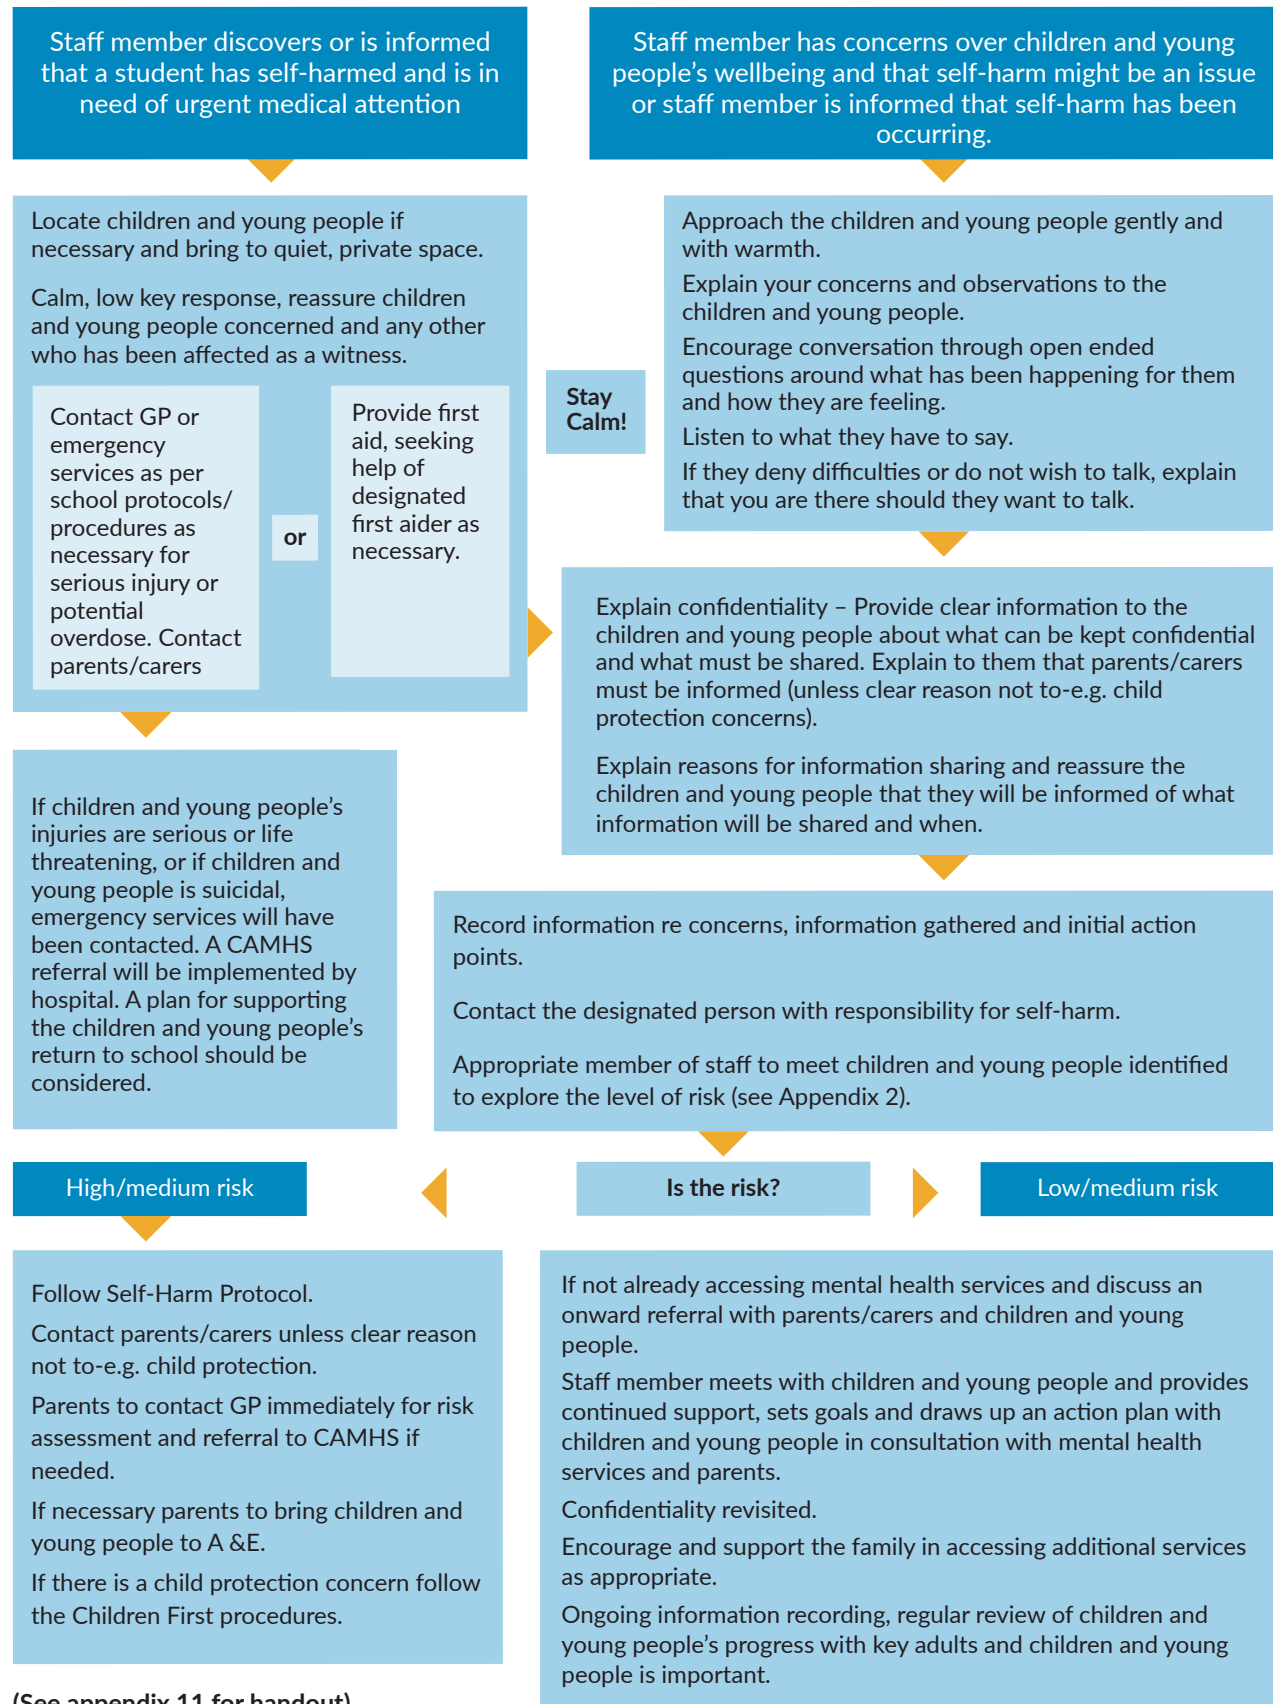 Staff member discovers or is informed
that a student has self-harmed and is in
need of urgent medical attention
Staff member has concerns over children and young
people's wellbeing and that self-harm might be an issue
or staff member is informed that self-harm has been
occurring.
Locate children and young people if
necessary and bring to quiet, private space.
Calm, low key response, reassure children
and young people concerned and any other
who has been affected as a witness.
Contact GP or
emergency
services as per
school protocols/
procedures as
necessary for
serious injury or
potential
overdose. Contact
parents/carers
or
Provide first
aid, seeking
help of
designated
first aider as
necessary.
Stay
Calm!
Approach the children and young people gently and
with warmth.
Explain your concerns and observations to the
children and young people.
Encourage conversation through open ended
questions around what has been happening for them
and how they are feeling.
Listen to what they have to say.
If they deny difficulties or do not wish to talk, explain
that you are there should they want to talk.
Explain confidentiality – Provide clear information to the
children and young people about what can be kept confidential
and what must be shared. Explain to them that parents/carers
must be informed (unless clear reason not to-e.g. child
protection concerns).
Explain reasons for information sharing and reassure the
children and young people that they will be informed of what
information will be shared and when.
If children and young people's
injuries are serious or life
threatening, or if children and
young people is suicidal,
emergency services will have
been contacted. A CAMHS
referral will be implemented by
hospital. A plan for supporting
the children and young people's
return to school should be
considered.
Record information re concerns, information gathered and initial action
points.
Contact the designated person with responsibility for self-harm.
Appropriate member of staff to meet children and young people identified
to explore the level of risk (see Appendix 2).
High/medium risk
Is the risk?
Low/medium risk
Follow Self-Harm Protocol.
Contact parents/carers unless clear reason
not to-e.g. child protection.
Parents to contact GP immediately for risk
assessment and referral to CAMHS if
needed.
If necessary parents to bring children and
young people to A &E.
If there is a child protection concern follow
the Children First procedures.
If not already accessing mental health services and discuss an
onward referral with parents/carers and children and young
people.
Staff member meets with children and young people and provides
continued support, sets goals and draws up an action plan with
children and young people in consultation with mental health
services and parents.
Confidentiality revisited.
Encourage and support the family in accessing additional services
as appropriate.
Ongoing information recording, regular review of children and
young people's progress with key adults and children and young
people is important.
(See appendix 11 for handout)